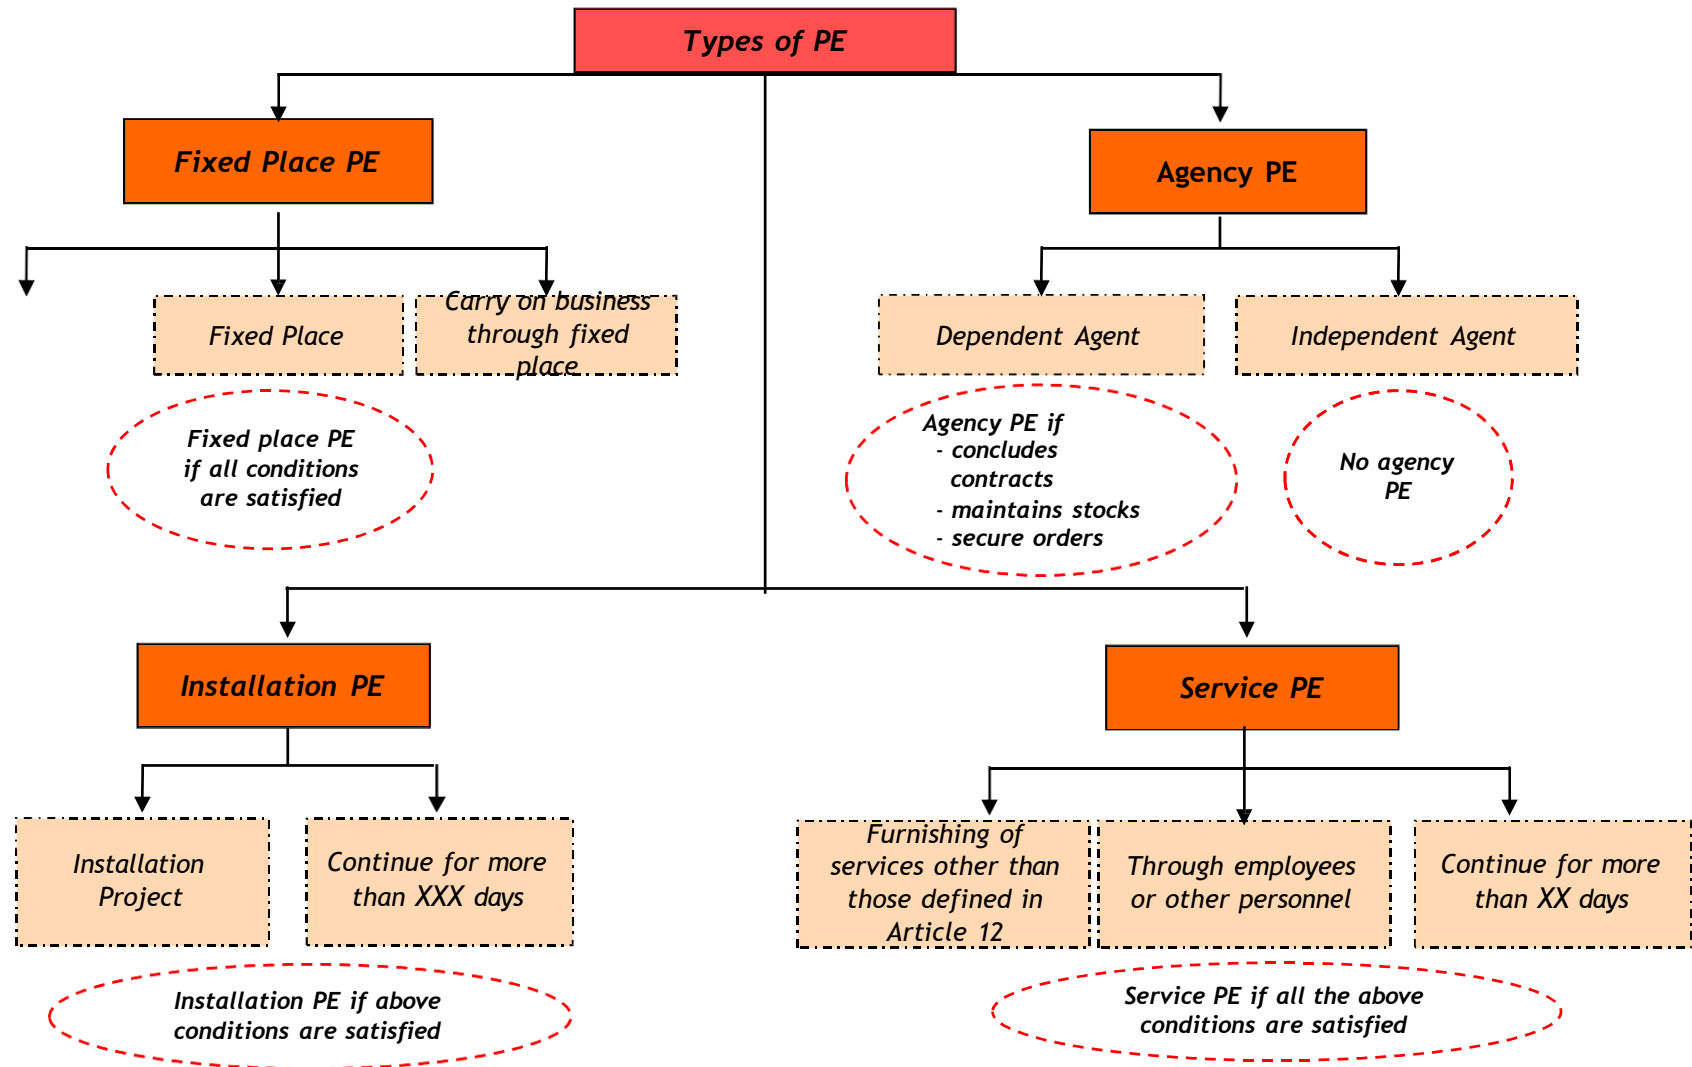 Types of PE
Fixed Place PE
Agency PE
Fixed Place
Carry on business
through fixed
place
Dependent Agent
Independent Agent
Fixed place PE
if all conditions
are satisfied
Agency PE if
- concludes
contracts
- maintains stocks
- secure orders
No agency
PE
Installation PE
Service PE
Installation
Project
Continue for more
than XXX days
Furnishing of
services other than
those defined in
Article 12
Through employees
or other personnel
Continue for more
than XX days
Installation PE if above
conditions are satisfied
Service PE if all the above
conditions are satisfied